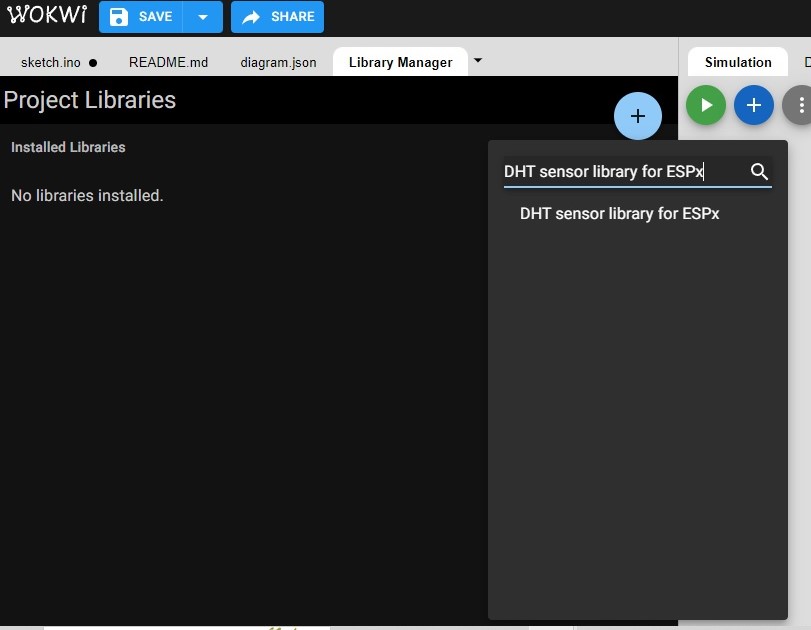 WOKWi
SAVE
SHARE
sketch.ino ●
README.md
diagram.json
Library Manager
Simulation
Project Libraries
+
+
Installed Libraries
DHT sensor library for ESPx
No libraries installed.
DHT sensor library for ESPx